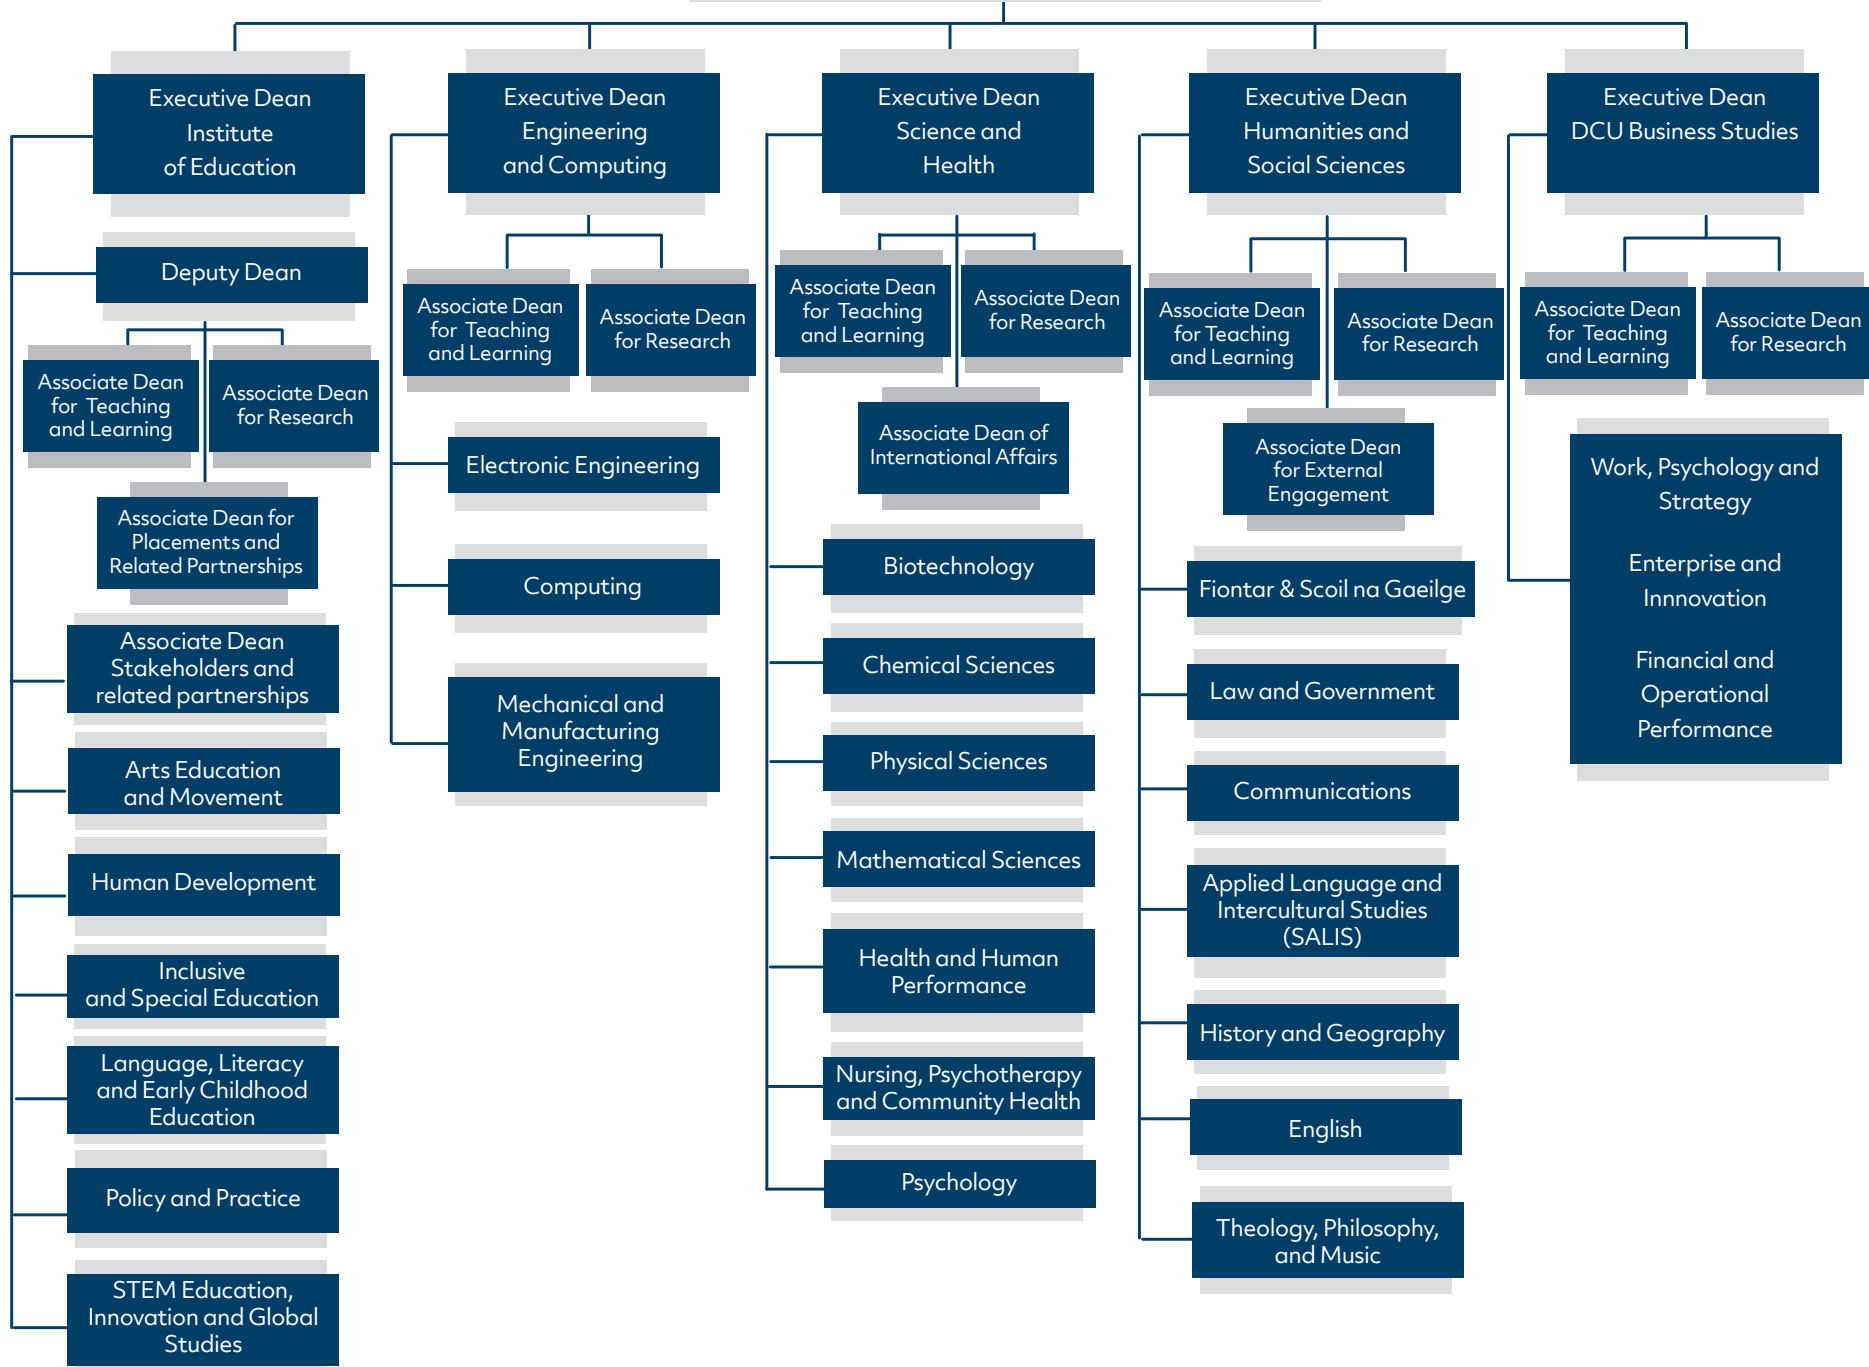 Executive Dean
Institute
of Education
Deputy Dean
Associate Dean
for Teaching
and Learning
Associate Dean
for Research
Associate Dean for
Placements and
Related Partnerships
Associate Dean
Stakeholders and
related partnerships
Arts Education
and Movement
Human Development
Inclusive
and Special Education
Language, Literacy
and Early Childhood
Education
Policy and Practice
STEM Education,
Innovation and Global
Studies
Executive Dean
Engineering
and Computing
Associate Dean
for Teaching
and Learning
Associate Dean
for Research
Electronic Engineering
Computing
Mechanical and
Manufacturing
Engineering
Executive Dean
Science and
Health
Associate Dean
for Teaching
and Learning
Associate Dean
for Research
Associate Dean of
International Affairs
Biotechnology
Chemical Sciences
Physical Sciences
Mathematical Sciences
Health and Human
Performance
Nursing, Psychotherapy
and Community Health
Psychology
Executive Dean
Humanities and
Social Sciences
Associate Dean
for Teaching
and Learning
Associate Dean
for Research
Associate Dean
for External
Engagement
Fiontar & Scoil na Gaeilge
Law and Government
Communications
Applied Language and
Intercultural Studies
(SALIS)
History and Geography
English
Theology, Philosophy,
and Music
Executive Dean
DCU Business Studies
Associate Dean
for Teaching
and Learning
Associate Dean
for Research
Work, Psychology and
Strategy
Enterprise and
Innnovation
Financial and
Operational
Performance